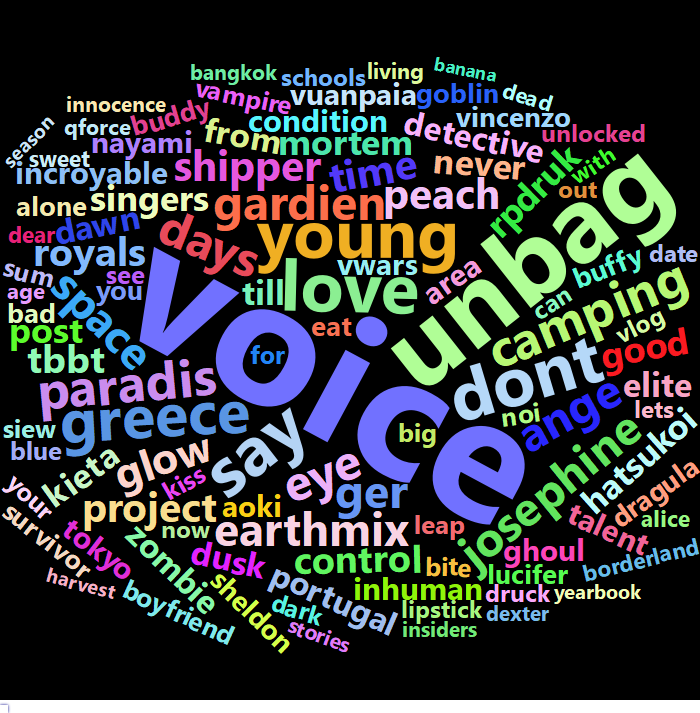 banana
bangkok
schools
living
innocence
vampire
vuanpaia
goblin
dead
season
qforce
buddy
from
condition
mortem
detective
vincenzo
unlocked
sweet
nayami
incroyable
shipper
time
never
rpdruk
with
alone
singers
gardien
peach
out
unbag
dear
dawn
days
young
royals
see
vwars
area
buffy
date
sum
you
space
till
love
can
age
bad
post
voice
eat
for
camping
vlog
good
tbbt
paradis
dont
elite
siew
greece
big
noi
ange
lets
blue
kieta
glow
say
eye
josephine
hatsukoi
your
kiss
ger
dragula
survivor
project
now
aoki
earthmix
leap
talent
alice
tokyo
zombie
dusk
control
ghoul
borderland
harvest
boyfriend
sheldon
portugal
inhuman
bite
lucifer
druck
yearbook
dark
stories
lipstick
dexter
insiders